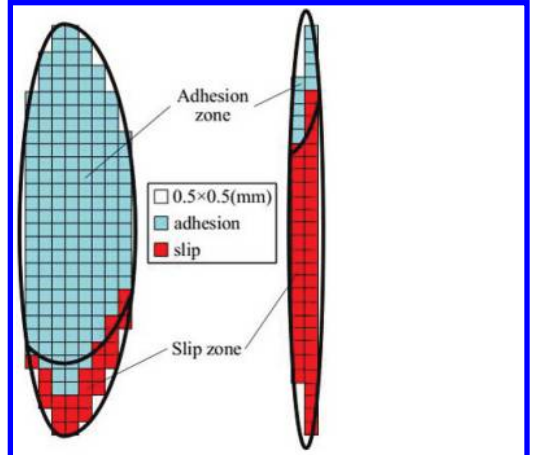 Adhesion
zone
0.5×0.5(mm)
adhesion
slip
Slip zone